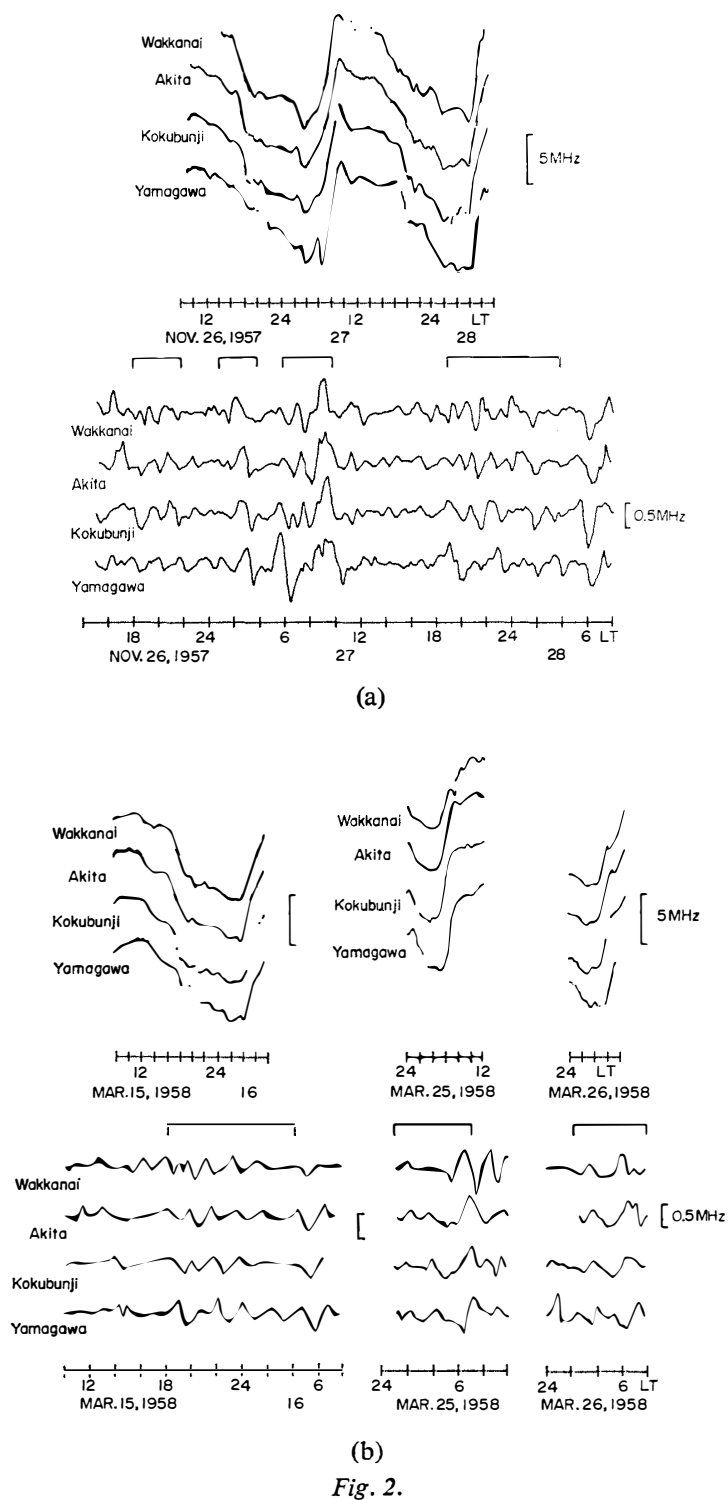 Wakkanai
Akita
Kokubunji
Yamagawa
5MHz
12 24 12 24 LT
NOV. 26, 1957 27 28
Wakkanai
Akita
Kokubunji
0.5MHz
Yamagawa
18 24 6 12 18 24 6 LT
NOV. 26, 1957 27 28
(a)
Wakkanai
Akita
Kokubunji
Yamagawa
Wakkanai
Akita
Kokubunji
Yamagawa
5MHz
12 24
MAR. 15, 1958 16
24 12
MAR. 25, 1958
24 LT
MAR. 26, 1958
Wakkanai
Akita
0.5MHz
Kokubunji
Yamagawa
12 18 24 6
MAR. 15, 1958 16
24 6
MAR. 25, 1958
24 6 LT
MAR. 26, 1958
(b)
Fig. 2.